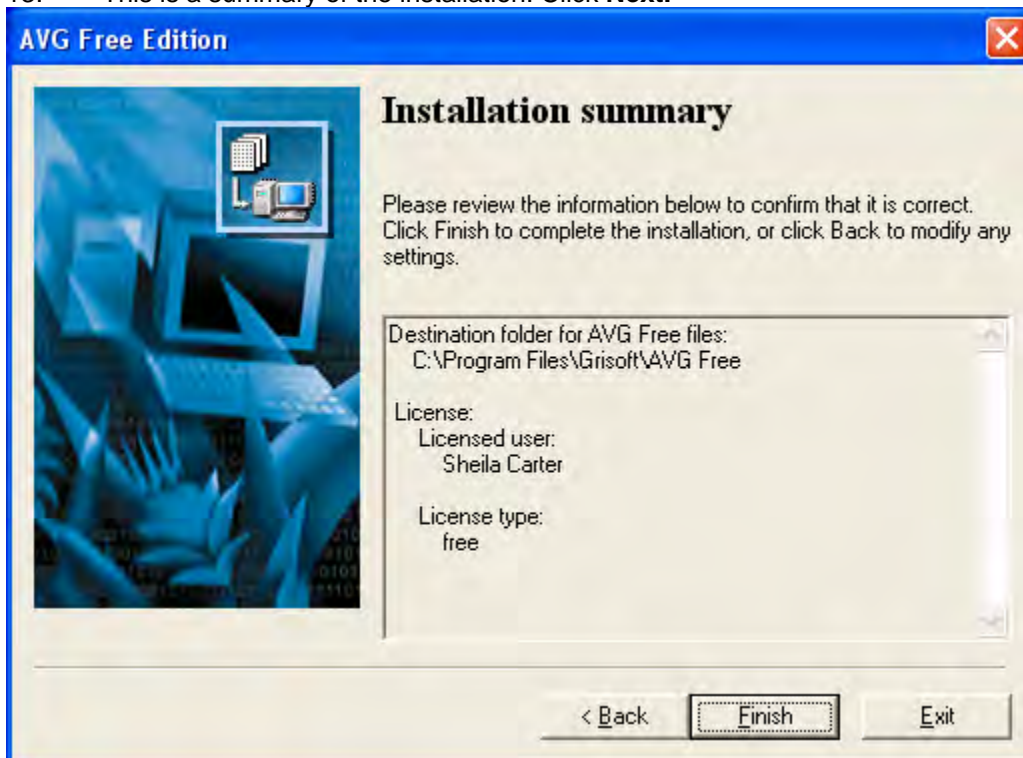 This is a summary of the installation. Click Next.
AVG Free Edition
Installation summary
Please review the information below to confirm that it is correct.
Click Finish to complete the installation, or click Back to modify any
settings.
Destination folder for AVG Free files:
C:\Program Files\Grisoft\AVG Free
License:
Licensed user:
Sheila Carter
License type:
free
< Back
Finish
Exit